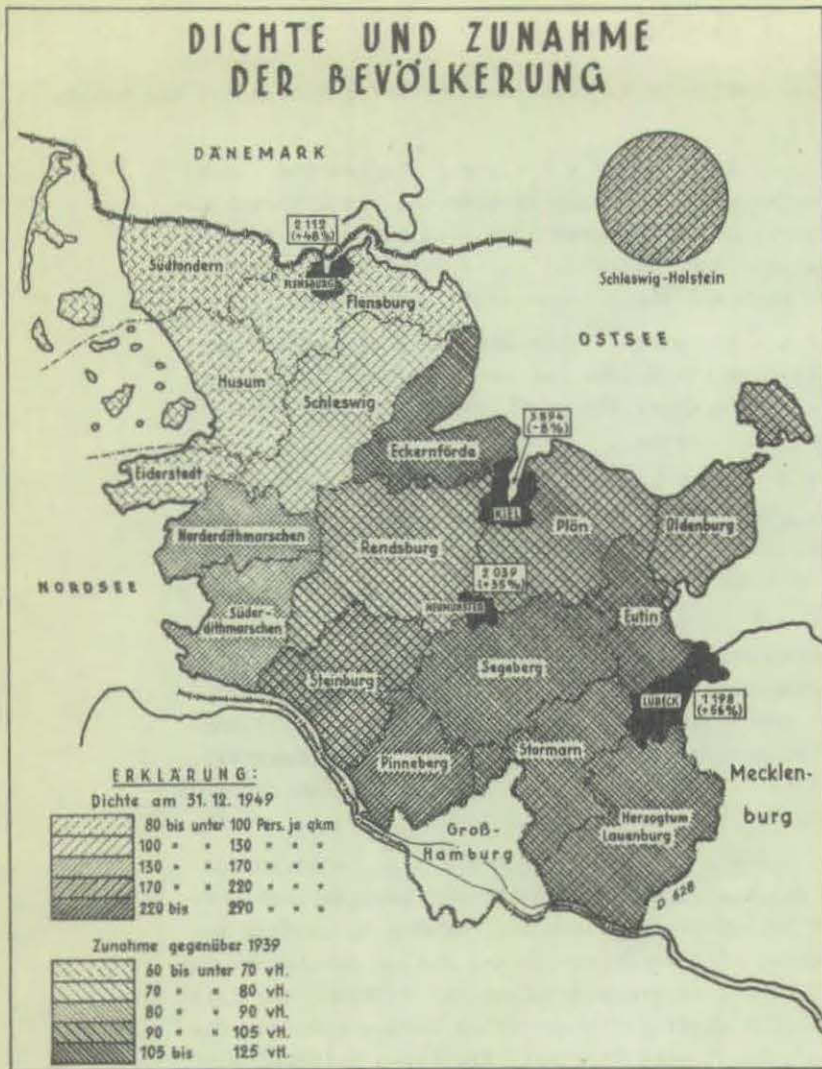 DICHTE UND ZUNAHME
DER BEVÖLKERUNG
DÄNEMARK
2 112
(+48%)
FLENSBURG
Südtondern
Flensburg
Schleswig-Holstein
OSTSEE
Husum
Schleswig
3 894
(-8%)
Eckernförde
Eiderstedt
KIEL
Plön
Oldenburg
Norderdithmarschen
Rendsburg
NORDSEE
2 039
(+35%)
NEUMÜNSTER
Süder-
dithmarschen
Eutin
Steinburg
Segeberg
LÜBECK
1 198
(+56%)
Pinneberg
Stormarn
Mecklen-
burg
Herzogtum
Lauenburg
Groß-
Hamburg
D 628
ERKLÄRUNG:
Dichte am 31.12.1949
80 bis unter 100 Pers. je qkm
100 " " 130 " " "
130 " " 170 " " "
170 " " 220 " " "
220 bis 290 " " "
Zunahme gegenüber 1939
60 bis unter 70 vH.
70 " " 80 vH.
80 " " 90 vH.
90 " " 105 vH.
105 bis 125 vH.